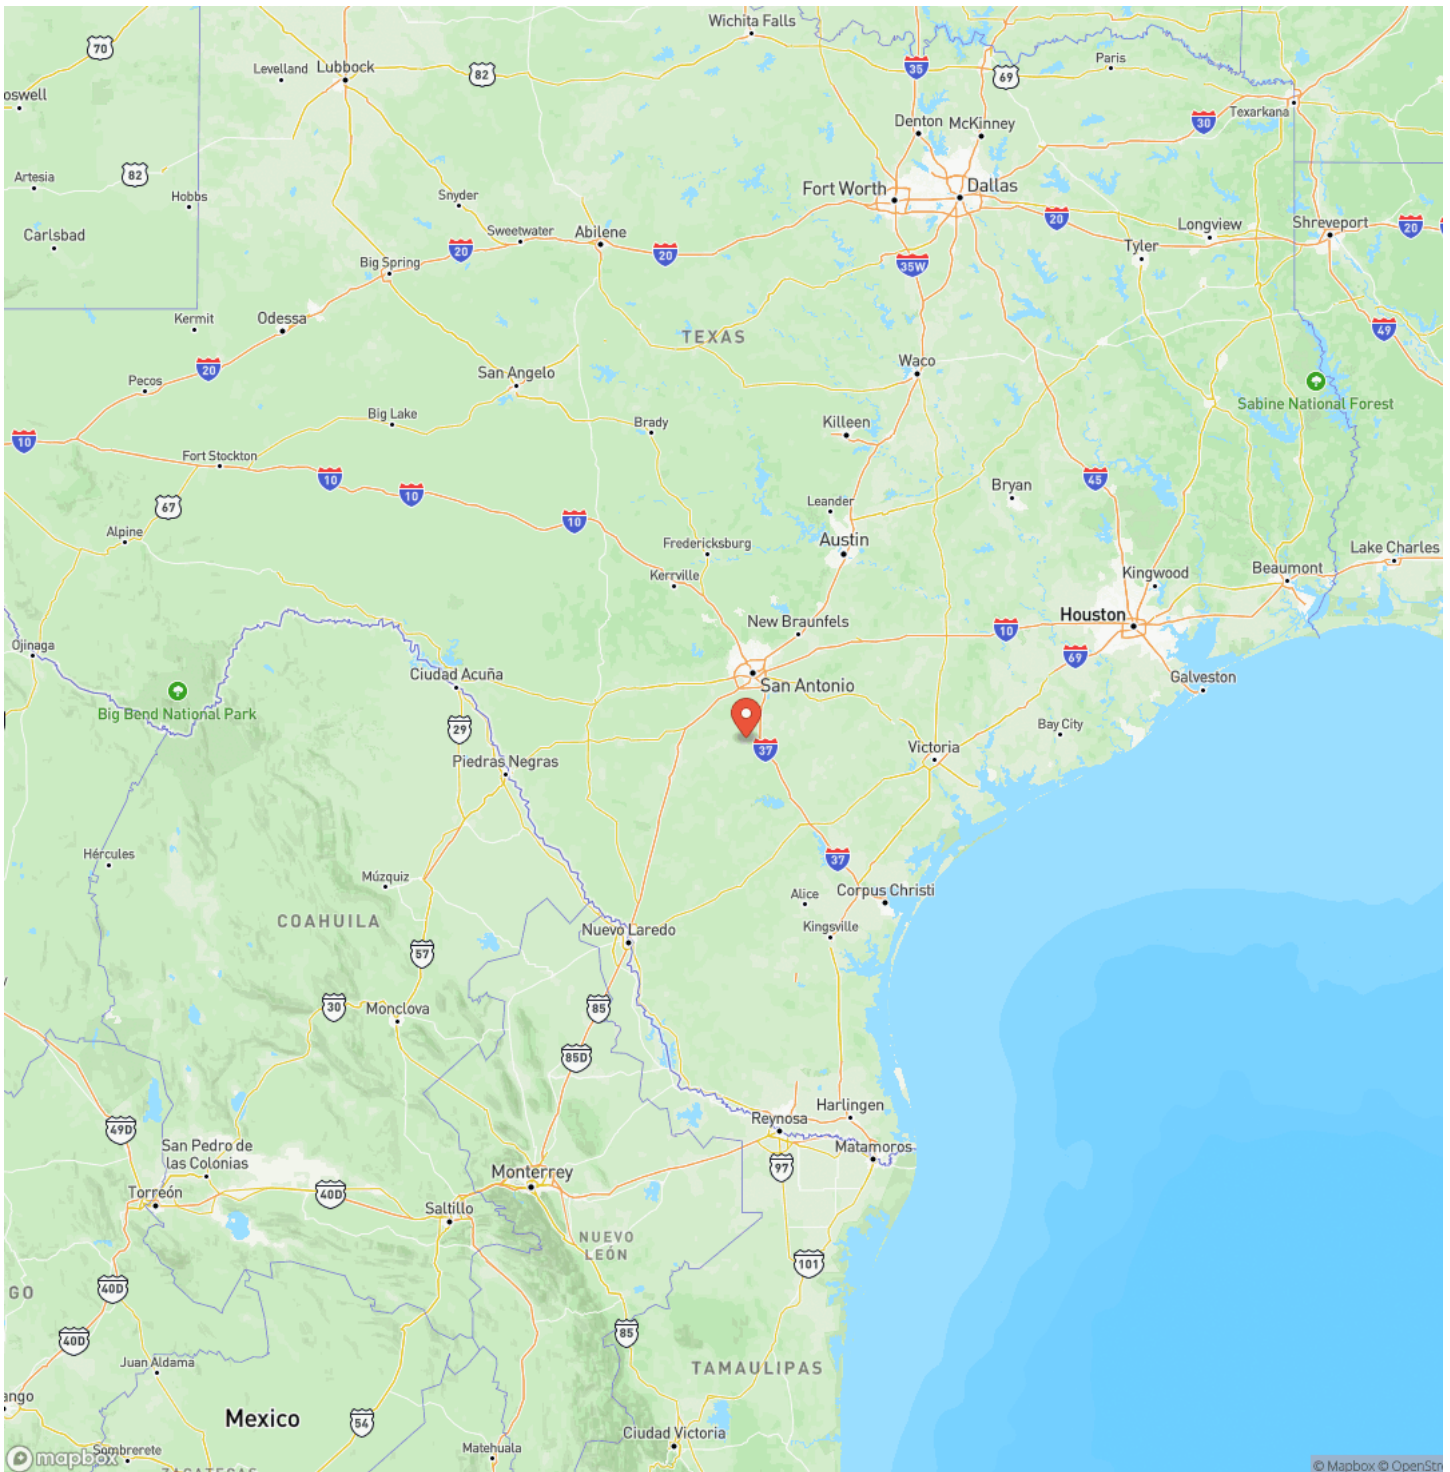 Wichita Falls
70
Levelland
Lubbock
82
35
69
Paris
oswell
Texarkana
Denton
McKinney
30
Artesia
82
Hobbs
Snyder
Fort Worth
Dallas
20
Longview
Shreveport
20
Carlsbad
Sweetwater
Abilene
20
20
Tyler
Big Spring
35W
Kermit
Odessa
TEXAS
49
20
Pecos
San Angelo
Waco
Big Lake
Brady
Killeen
Sabine National Forest
10
Fort Stockton
10
10
45
Bryan
67
10
Leander
Alpine
Fredericksburg
Austin
Lake Charles
Kerrville
Kingwood
Beaumont
New Braunfels
Houston
10
Ojinaga
69
Ciudad Acuña
San Antonio
Galveston
Big Bend National Park
29
Bay City
37
Victoria
Piedras Negras
Hércules
37
Múzquiz
Alice
Corpus Christi
COAHUILA
Nuevo Laredo
Kingsville
57
30
Monclova
85
85D
Harlingen
49D
Reynosa
San Pedro de
las Colonias
Matamoros
97
Monterrey
Torreón
40D
Saltillo
NUEVO
LEÓN
101
GO
40D
85
40D
Juan Aldama
TAMAULIPAS
ango
Mexico
54
Ciudad Victoria
mapbox
Sombrerete
Matehuala
ZACATECAS
© Mapbox © OpenStr